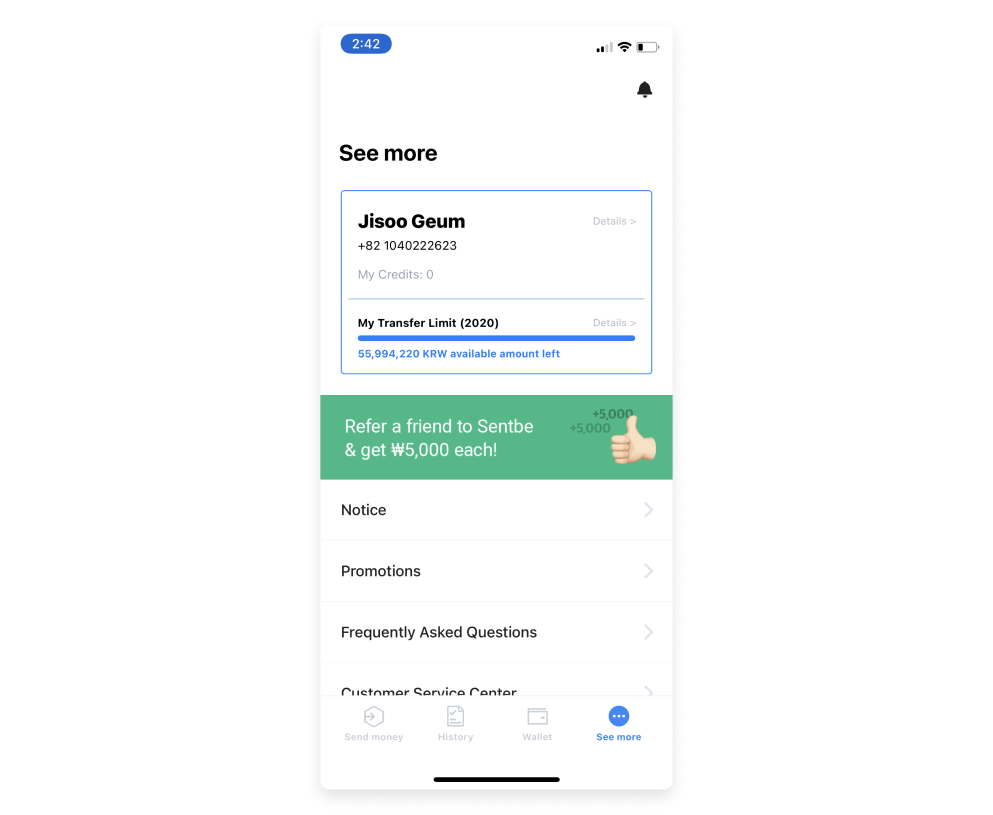 2:42
See more
Jisoo Geum
Details >
+82 1040222623
My Credits: 0
My Transfer Limit (2020)
Details >
55,994,220 KRW available amount left
+5,000
+5,000
Refer a friend to Sentbe
& get ₩5,000 each!
Notice
Promotions
Frequently Asked Questions
Customer Service Center
Send money
History
Wallet
See more